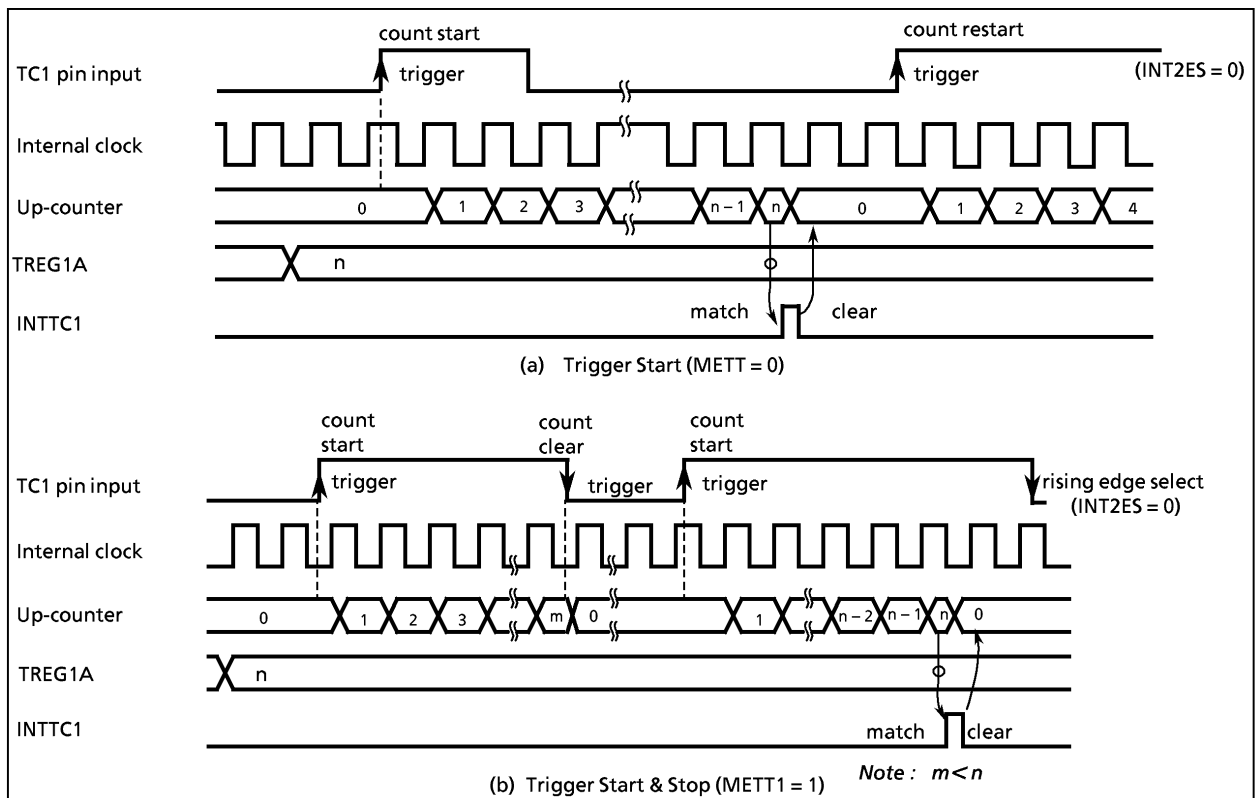 count start
count restart
TC1 pin input
trigger
trigger
(INT2ES = 0)
Internal clock
Up-counter
0 1 2 3 n – 1 n 0 1 2 3 4
TREG1A
n
INTTC1
match
clear
(a) Trigger Start (METT = 0)
count start
count clear
count start
TC1 pin input
trigger
trigger
trigger
rising edge select
(INT2ES = 0)
Internal clock
Up-counter
0 1 2 3 m 0 1 n – 2 n – 1 n 0
TREG1A
n
INTTC1
match
clear
(b) Trigger Start & Stop (METT1 = 1)
Note : m < n